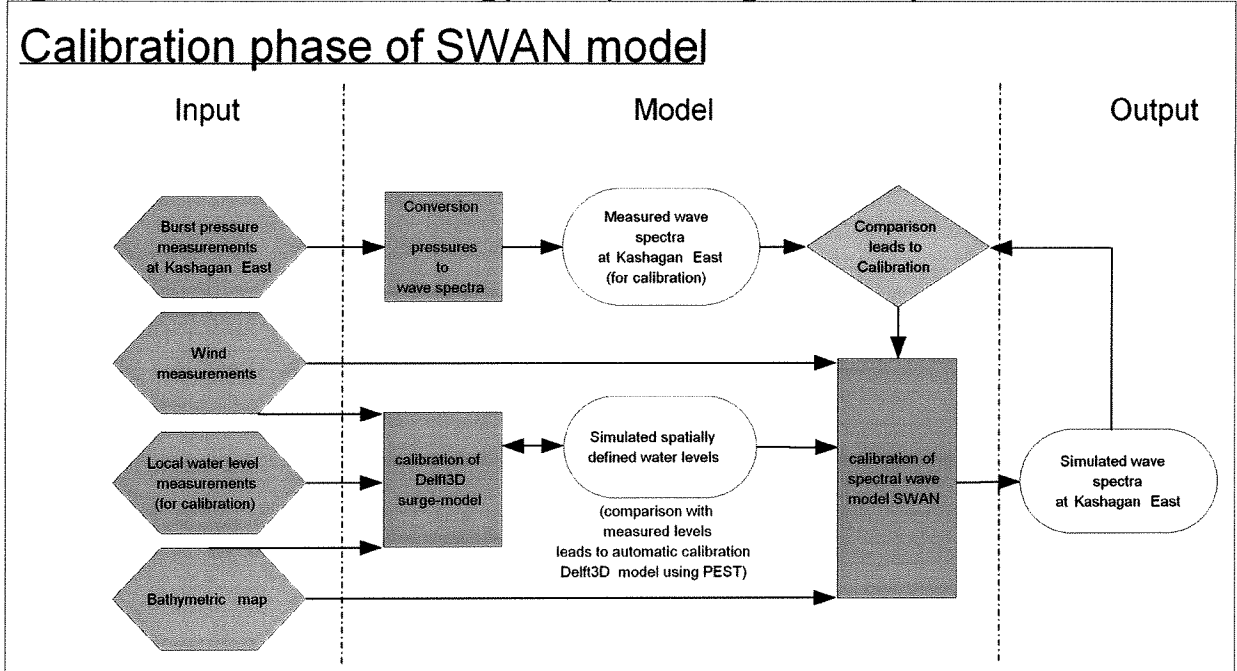 Calibration phase of SWAN model
Input
Model
Output
Burst pressure
measurements
at Kashagan East
Conversion
pressures
to
wave spectra
Measured wave
spectra
at Kashagan East
(for calibration)
Comparison
leads to
Calibration
Wind
measurements
Local water level
measurements
(for calibration)
calibration of
Delft3D
surge-model
Simulated spatially
defined water levels
(comparison with
measured levels
leads to automatic calibration
Delft3D model using PEST)
calibration of
spectral wave
model SWAN
Simulated wave
spectra
at Kashagan East
Bathymetric map